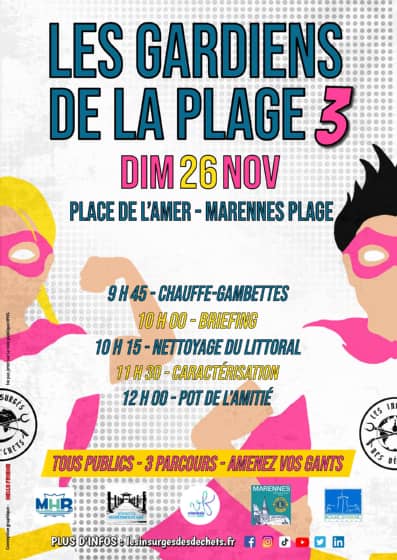 LES GARDIENS
DE LA PLAGE 3
DIM 26 NOV
PLACE DE L'AMER - MARENNES PLAGE
9 H 45 - CHAUFFE-GAMBETTES
10 H 00 - BRIEFING
10 H 15 - NETTOYAGE DU LITTORAL
11 H 30 - CARACTÉRISATION
12 H 00 - POT DE L'AMITIÉ
TOUS PUBLICS - 3 PARCOURS - AMENEZ VOS GANTS
MHB
MARENNES
PLUS D'INFOS : lesinsurgesdesdechets.fr